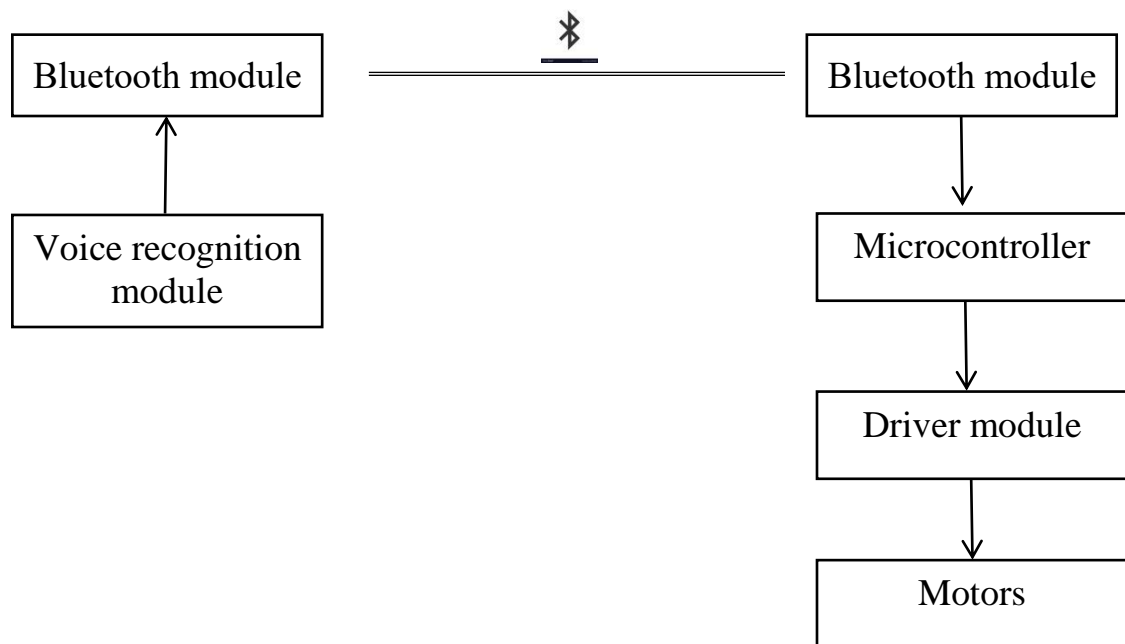 Bluetooth module
Bluetooth module
Voice recognition
module
Microcontroller
Driver module
Motors